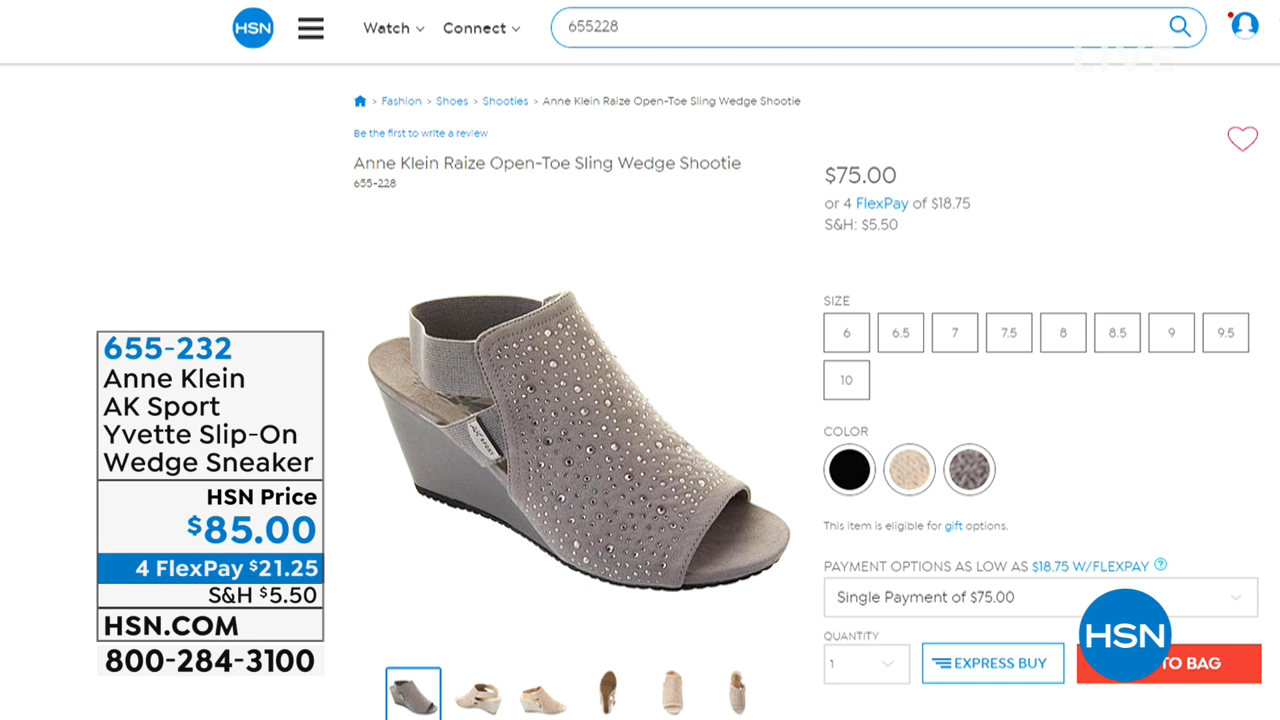 HSN
Watch
Connect
655228
LIVE
> Fashion > Shoes > Shooties > Anne Klein Raize Open-Toe Sling Wedge Shootie
Be the first to write a review
Anne Klein Raize Open-Toe Sling Wedge Shootie
655-228
$75.00
or 4 FlexPay of $18.75
S&H: $5.50
SIZE
6 6.5 7 7.5 8 8.5 9 9.5
10
COLOR
This item is eligible for gift options.
PAYMENT OPTIONS AS LOW AS $18.75 W/FLEXPAY ?
Single Payment of $75.00
QUANTITY
1
EXPRESS BUY
TO BAG
HSN
655-232
Anne Klein
AK Sport
Yvette Slip-On
Wedge Sneaker
HSN Price
$85.00
4 FlexPay $21.25
S&H $5.50
HSN.COM
800-284-3100